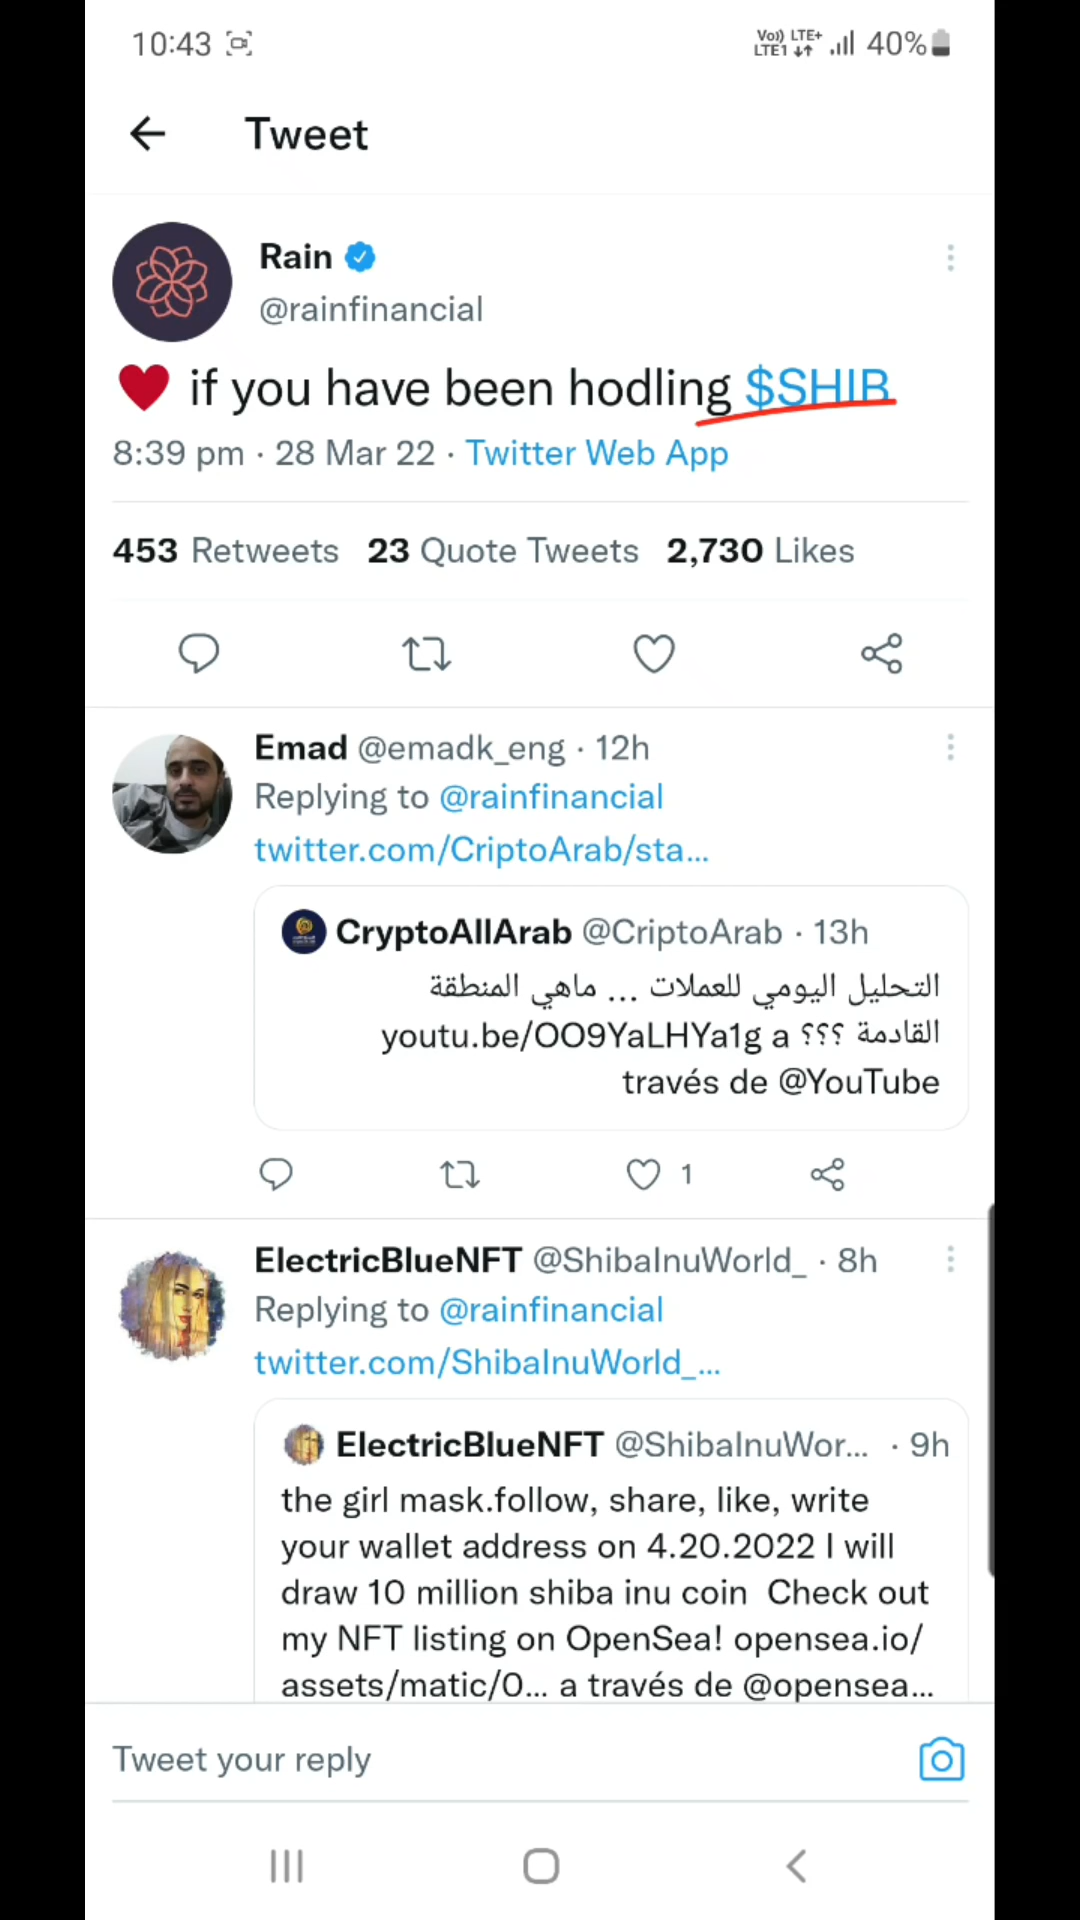 10:43
Vo)) LTE+
LTE1
40%
Tweet
Rain
@rainfinancial
❤️ if you have been hodling $SHIB
8:39 pm · 28 Mar 22 · Twitter Web App
453 Retweets 23 Quote Tweets 2,730 Likes
Emad @emadk_eng · 12h
Replying to @rainfinancial
twitter.com/CriptoArab/sta...
CryptoAllArab @CriptoArab · 13h
التحليل اليومي للعملات ... ماهي المنطقة
القادمة ؟؟؟ youtu.be/OO9YaLHYa1g a
través de @YouTube
1
ElectricBlueNFT @ShibaInuWorld_ · 8h
Replying to @rainfinancial
twitter.com/ShibaInuWorld_...
ElectricBlueNFT @ShibaInuWor... · 9h
the girl mask.follow, share, like, write
your wallet address on 4.20.2022 I will
draw 10 million shiba inu coin Check out
my NFT listing on OpenSea! opensea.io/
assets/matic/0... a través de @opensea...
Tweet your reply